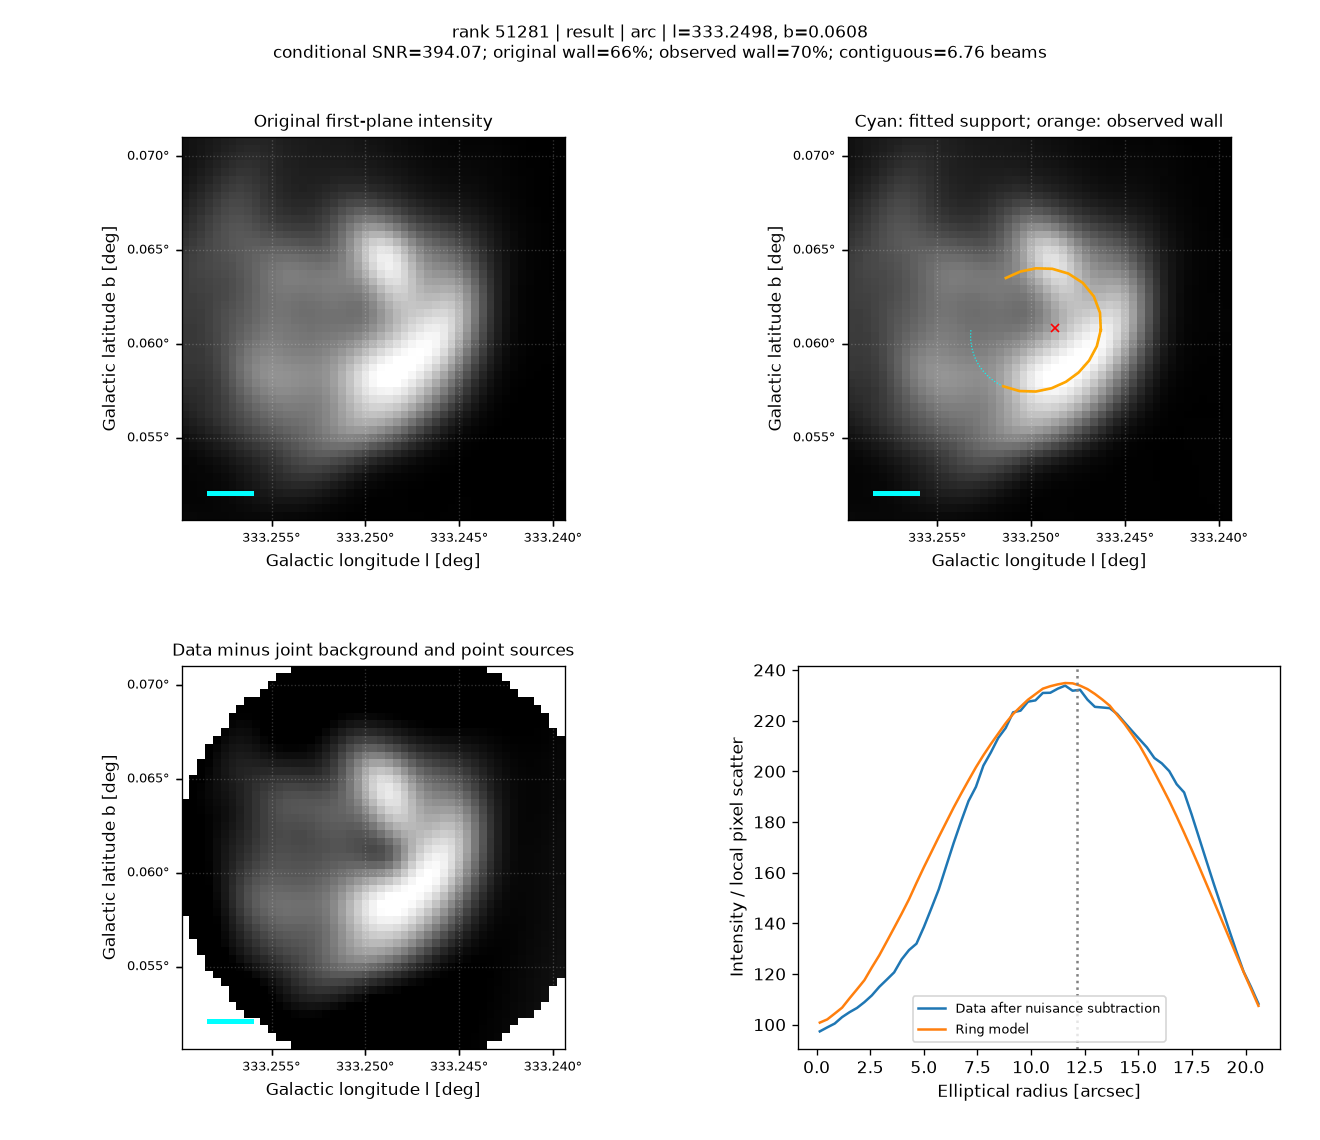 rank 51281 | result | arc | l=333.2498, b=0.0608
conditional SNR=394.07; original wall=66%; observed wall=70%; contiguous=6.76 beams
Original first-plane intensity
0.070°
0.065°
0.060°
0.055°
Galactic latitude b [deg]
333.255°
333.250°
333.245°
333.240°
Galactic longitude l [deg]
Cyan: fitted support; orange: observed wall
0.070°
0.065°
0.060°
0.055°
Galactic latitude b [deg]
333.255°
333.250°
333.245°
333.240°
Galactic longitude l [deg]
Data minus joint background and point sources
0.070°
0.065°
0.060°
0.055°
Galactic latitude b [deg]
333.255°
333.250°
333.245°
333.240°
Galactic longitude l [deg]
240
220
200
180
160
140
120
100
Intensity / local pixel scatter
Data after nuisance subtraction
Ring model
0.0
2.5
5.0
7.5
10.0
12.5
15.0
17.5
20.0
Elliptical radius [arcsec]